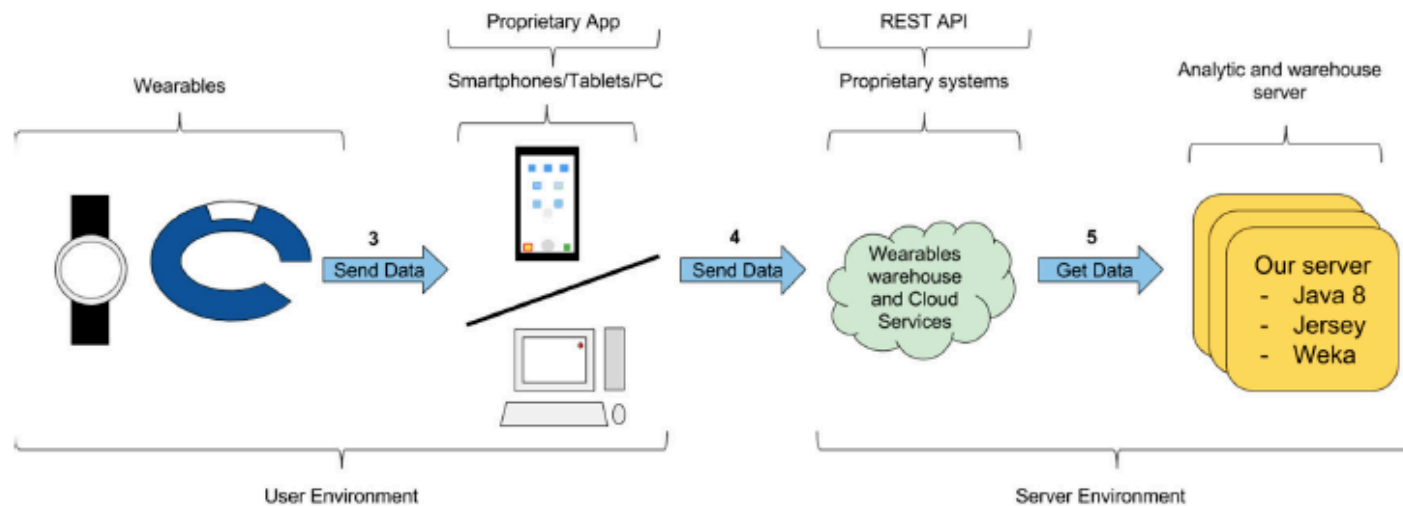 Proprietary App
REST API
Smartphones/Tablets/PC
Proprietary systems
Analytic and warehouse
server
Wearables
3
Send Data
4
Send Data
Wearables
warehouse
and Cloud
Services
5
Get Data
Our server
- Java 8
- Jersey
- Weka
User Environment
Server Environment